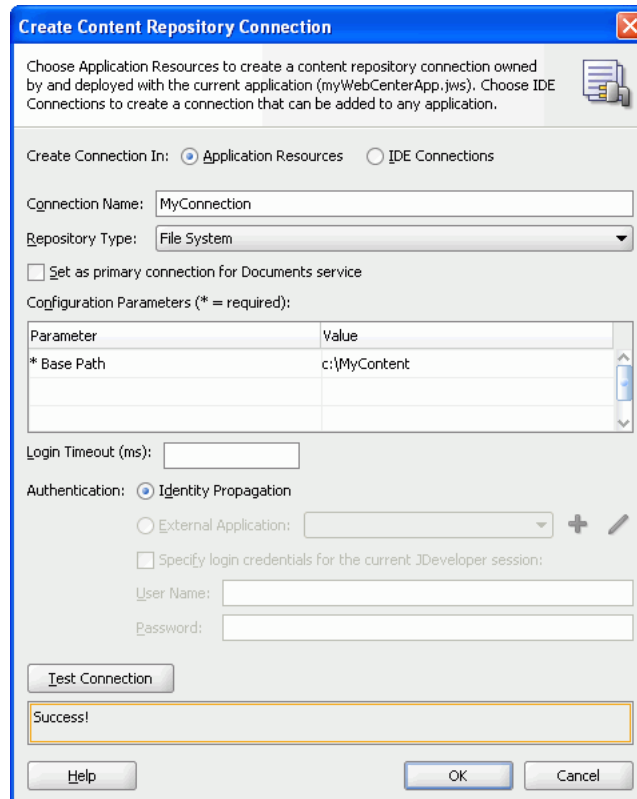 Create Content Repository Connection
Choose Application Resources to create a content repository connection owned
by and deployed with the current application (myWebCenterApp.jws). Choose IDE
Connections to create a connection that can be added to any application.
Create Connection In: Application Resources IDE Connections
Connection Name: MyConnection
Repository Type: File System
Set as primary connection for Documents service
Configuration Parameters (* = required):
Parameter Value
* Base Path c:\MyContent
Login Timeout (ms):
Authentication: Identity Propagation
External Application:
Specify login credentials for the current JDeveloper session:
User Name:
Password:
Test Connection
Success!
Help OK Cancel